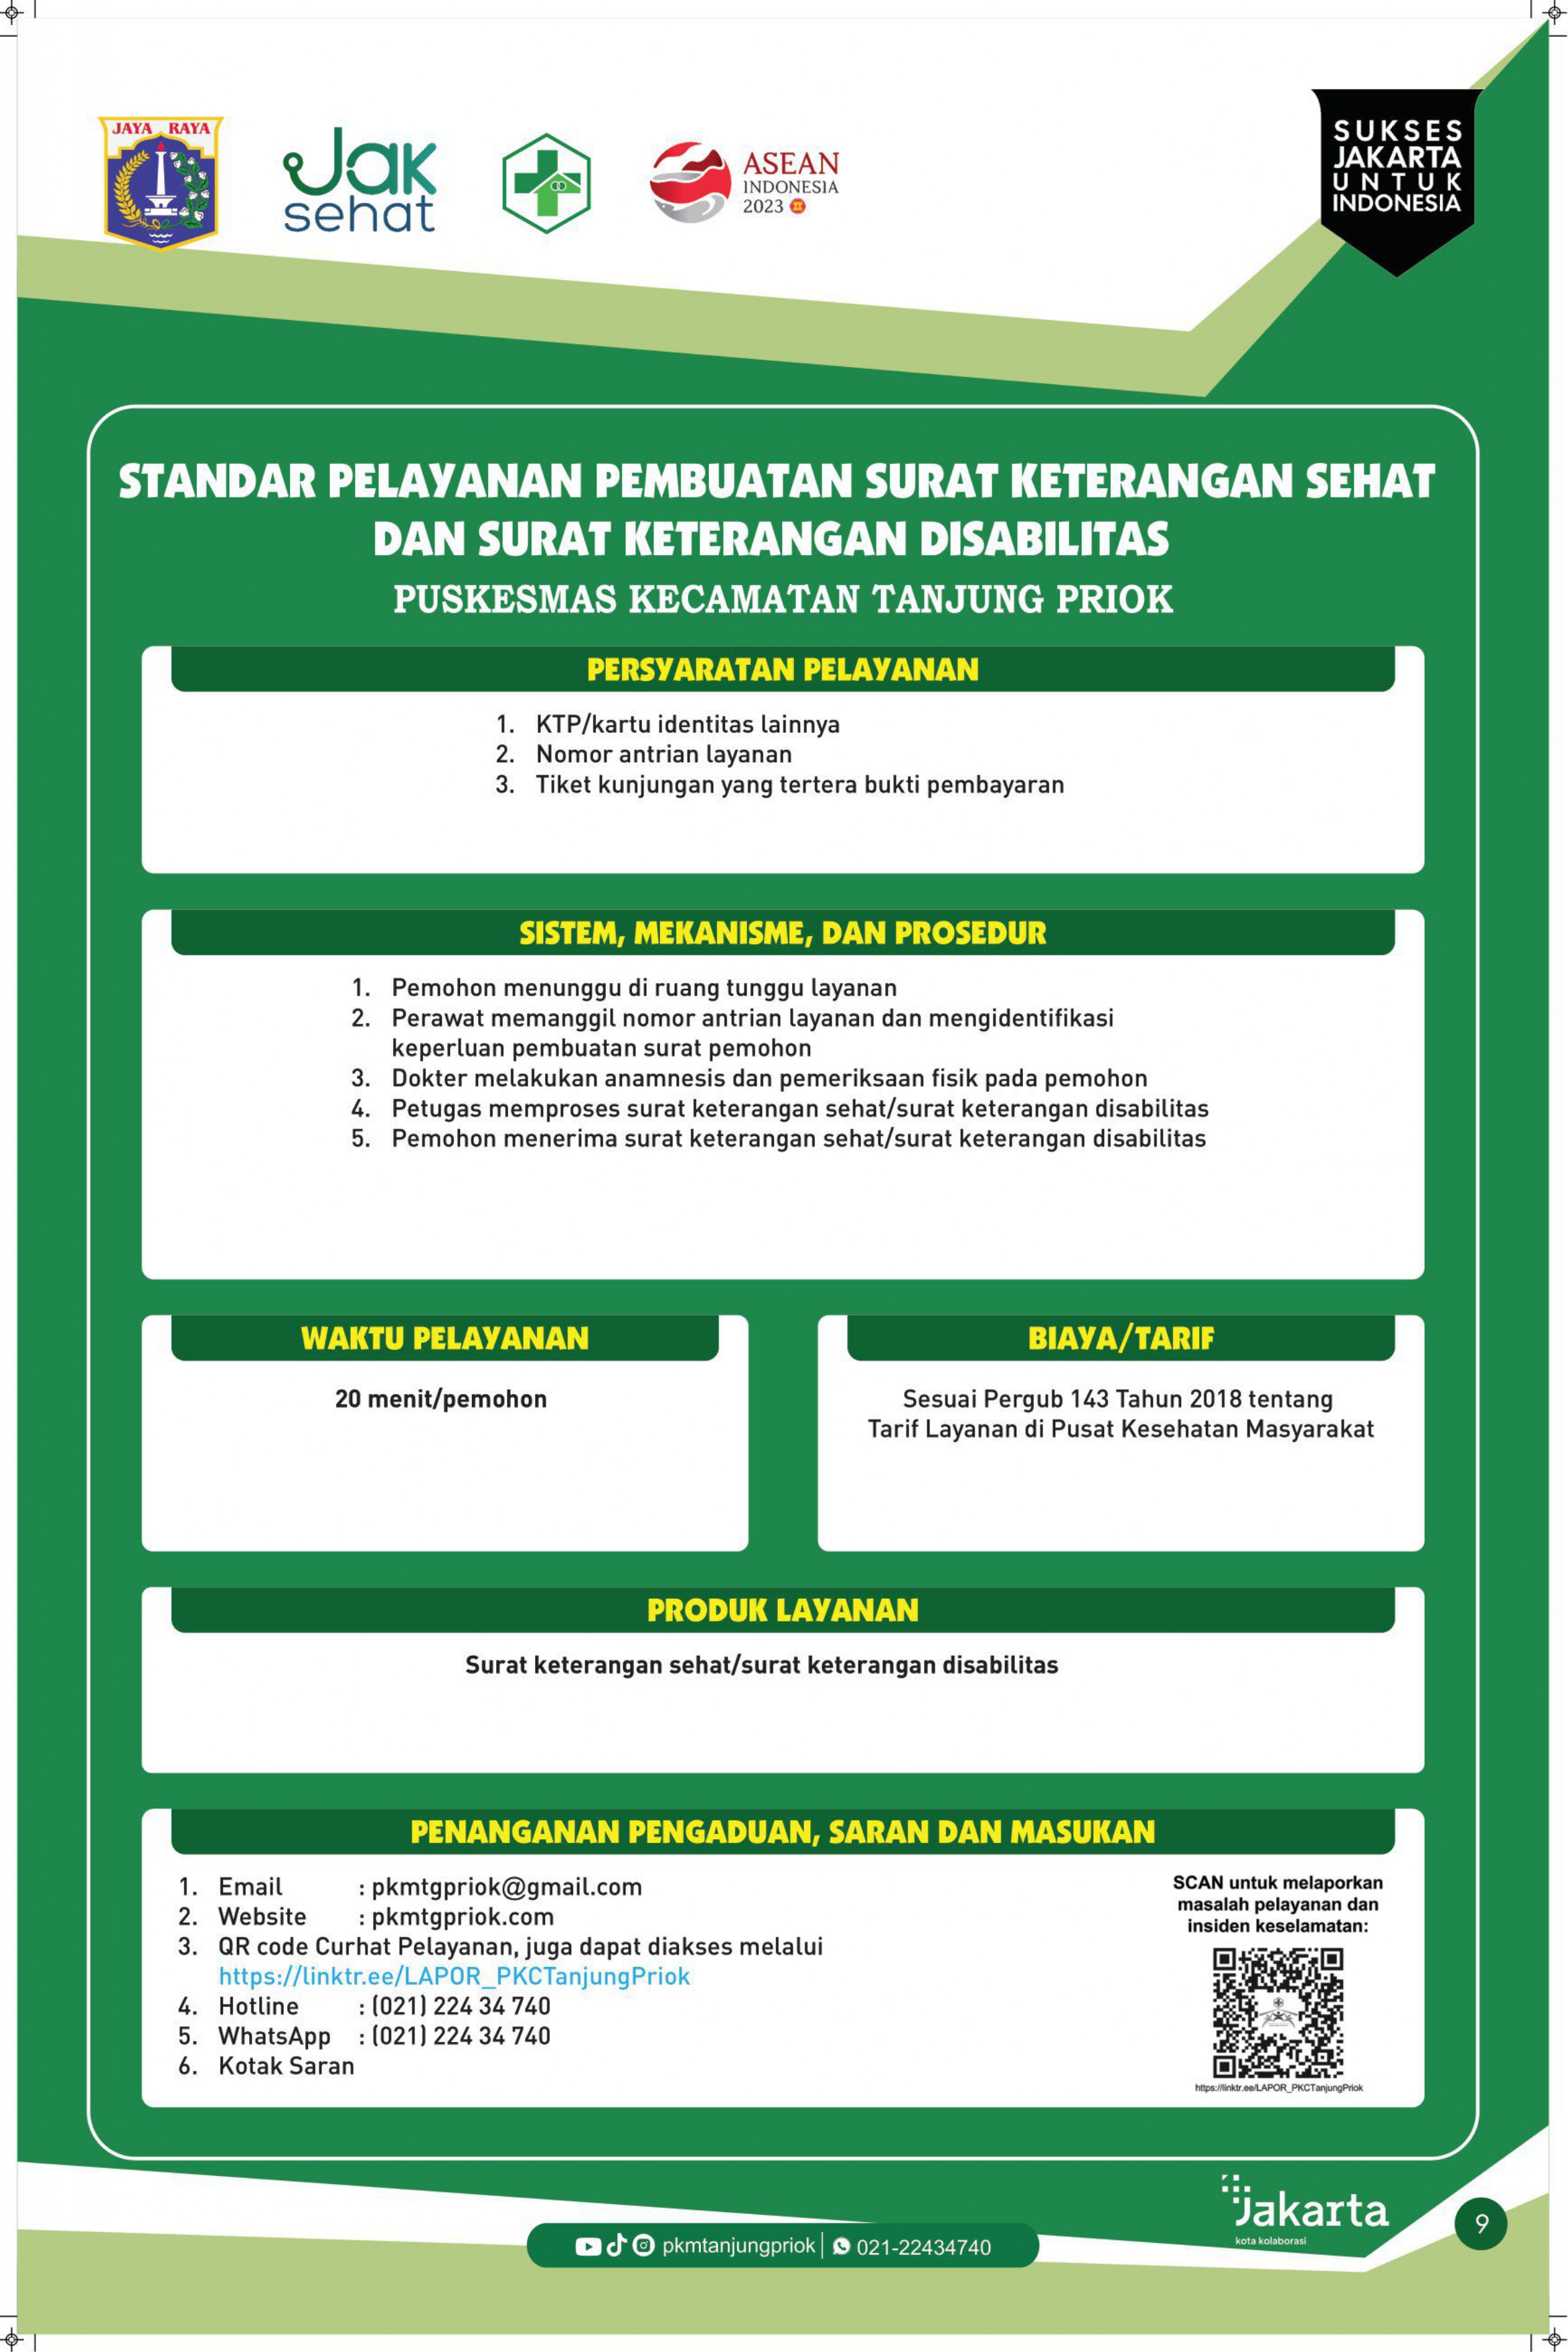 JAYA RAYA
Jak
sehat
ASEAN
INDONESIA
2023
SUKSES
JAKARTA
UNTUK
INDONESIA
STANDAR PELAYANAN PEMBUATAN SURAT KETERANGAN SEHAT
DAN SURAT KETERANGAN DISABILITAS
PUSKESMAS KECAMATAN TANJUNG PRIOK
PERSYARATAN PELAYANAN
1. KTP/kartu identitas lainnya
2. Nomor antrian layanan
3. Tiket kunjungan yang tertera bukti pembayaran
SISTEM, MEKANISME, DAN PROSEDUR
1. Pemohon menunggu di ruang tunggu layanan
2. Perawat memanggil nomor antrian layanan dan mengidentifikasi
keperluan pembuatan surat pemohon
3. Dokter melakukan anamnesis dan pemeriksaan fisik pada pemohon
4. Petugas memproses surat keterangan sehat/surat keterangan disabilitas
5. Pemohon menerima surat keterangan sehat/surat keterangan disabilitas
WAKTU PELAYANAN
20 menit/pemohon
BIAYA/TARIF
Sesuai Pergub 143 Tahun 2018 tentang
Tarif Layanan di Pusat Kesehatan Masyarakat
PRODUK LAYANAN
Surat keterangan sehat/surat keterangan disabilitas
PENANGANAN PENGADUAN, SARAN DAN MASUKAN
1. Email : pkmtgpriok@gmail.com
2. Website : pkmtgpriok.com
3. QR code Curhat Pelayanan, juga dapat diakses melalui
https://linktr.ee/LAPOR_PKCTanjungPriok
4. Hotline : (021) 224 34 740
5. WhatsApp : (021) 224 34 740
6. Kotak Saran
SCAN untuk melaporkan
masalah pelayanan dan
insiden keselamatan:
https://linktr.ee/LAPOR_PKCTanjungPriok
Jakarta
kota kolaborasi
9
pkmtanjungpriok | 021-22434740